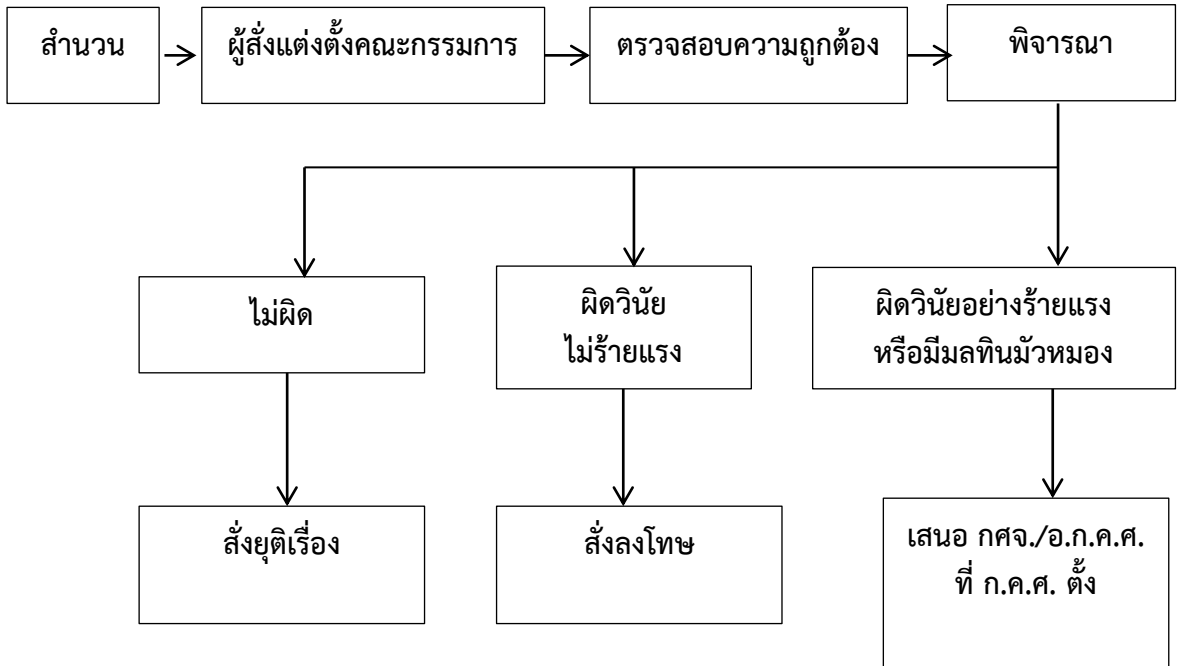 สำนวน
ผู้สั่งแต่งตั้งคณะกรรมการ
ตรวจสอบความถูกต้อง
พิจารณา
ไม่ผิด
ผิดวินัย
ไม่ร้ายแรง
ผิดวินัยอย่างร้ายแรง
หรือมีมลทินมัวหมอง
สั่งยุติเรื่อง
สั่งลงโทษ
เสนอ กศจ./อ.ก.ค.ศ.
ที่ ก.ค.ศ. ตั้ง